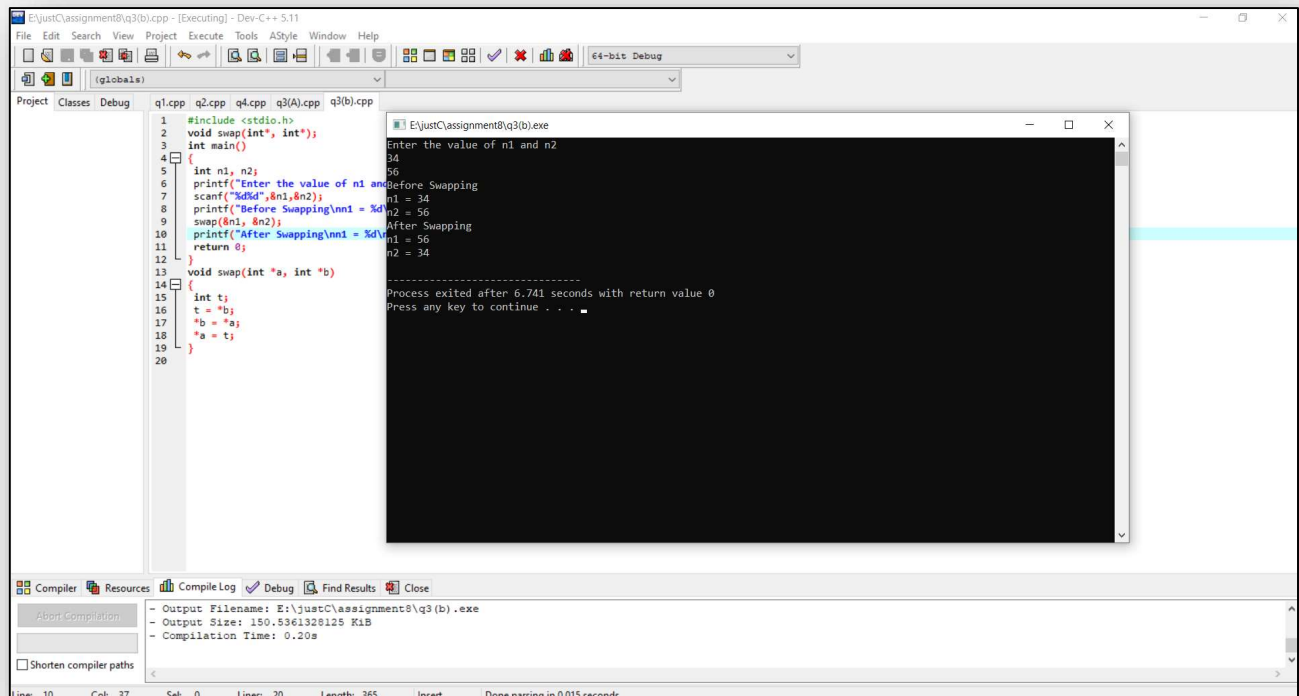 E:\justC\assignment8\q3(b).cpp - [Executing] - Dev-C++ 5.11
File Edit Search View Project Execute Tools AStyle Window Help
64-bit Debug
(globals)
Project Classes Debug
q1.cpp q2.cpp q4.cpp q3(A).cpp q3(b).cpp
1 #include <stdio.h>
2 void swap(int*, int*);
3 int main()
4 {
5 int n1, n2;
6 printf("Enter the value of n1 and
7 scanf("%d%d",&n1,&n2);
8 printf("Before Swapping\nn1 = %d\
9 swap(&n1, &n2);
10 printf("After Swapping\nn1 = %d\n
11 return 0;
12 }
13 void swap(int *a, int *b)
14 {
15 int t;
16 t = *b;
17 *b = *a;
18 *a = t;
19 }
20
E:\justC\assignment8\q3(b).exe
Enter the value of n1 and n2
34
56
Before Swapping
n1 = 34
n2 = 56
After Swapping
n1 = 56
n2 = 34
--------------------------------
Process exited after 6.741 seconds with return value 0
Press any key to continue . . .
Compiler Resources Compile Log Debug Find Results Close
Abort Compilation
Shorten compiler paths
- Output Filename: E:\justC\assignment8\q3(b).exe
- Output Size: 150.5361328125 KiB
- Compilation Time: 0.20s
Line: 10 Col: 37 Sel: 0 Lines: 20 Length: 365 Insert Done parsing in 0.015 seconds